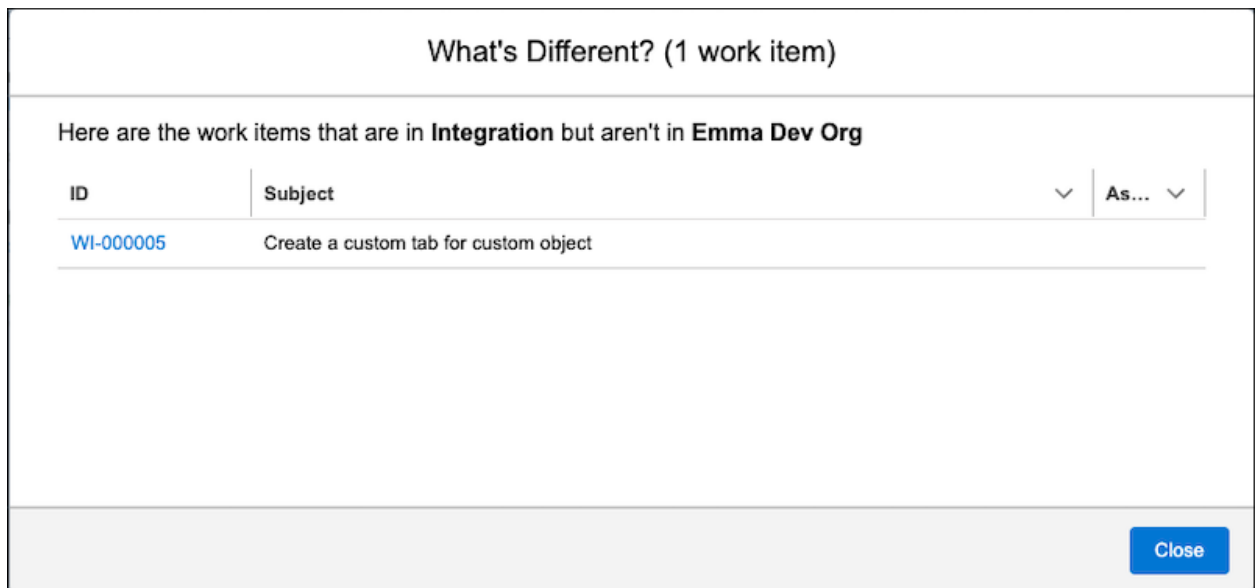 What's Different? (1 work item)
Here are the work items that are in Integration but aren't in Emma Dev Org
ID Subject As...
WI-000005 Create a custom tab for custom object
Close